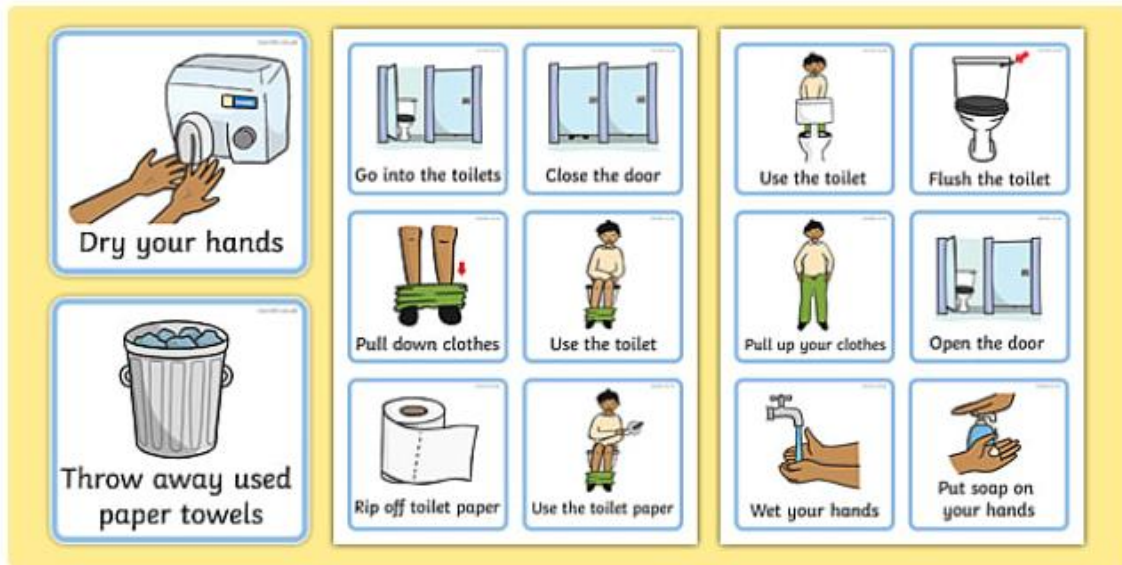 Dry your hands
Throw away used
paper towels
Go into the toilets
Close the door
Pull down clothes
Use the toilet
Rip off toilet paper
Use the toilet paper
Use the toilet
Flush the toilet
Pull up your clothes
Open the door
Wet your hands
Put soap on
your hands